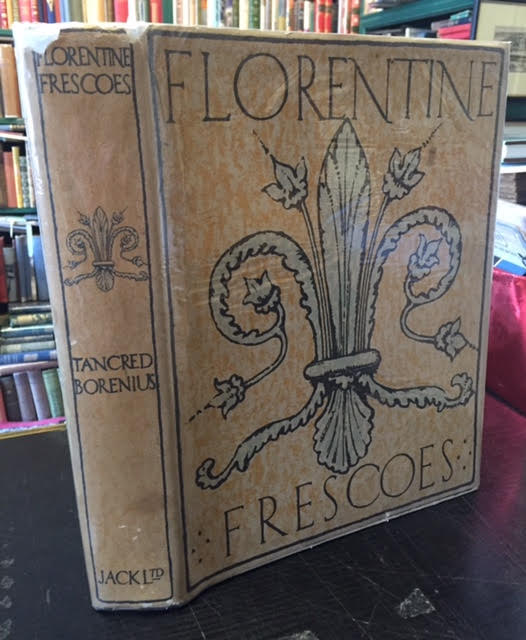 FLORENTINE
FRESCOES
TANCRED
BORENIUS
JACK LTD
FLORENTINE
FRESCOES